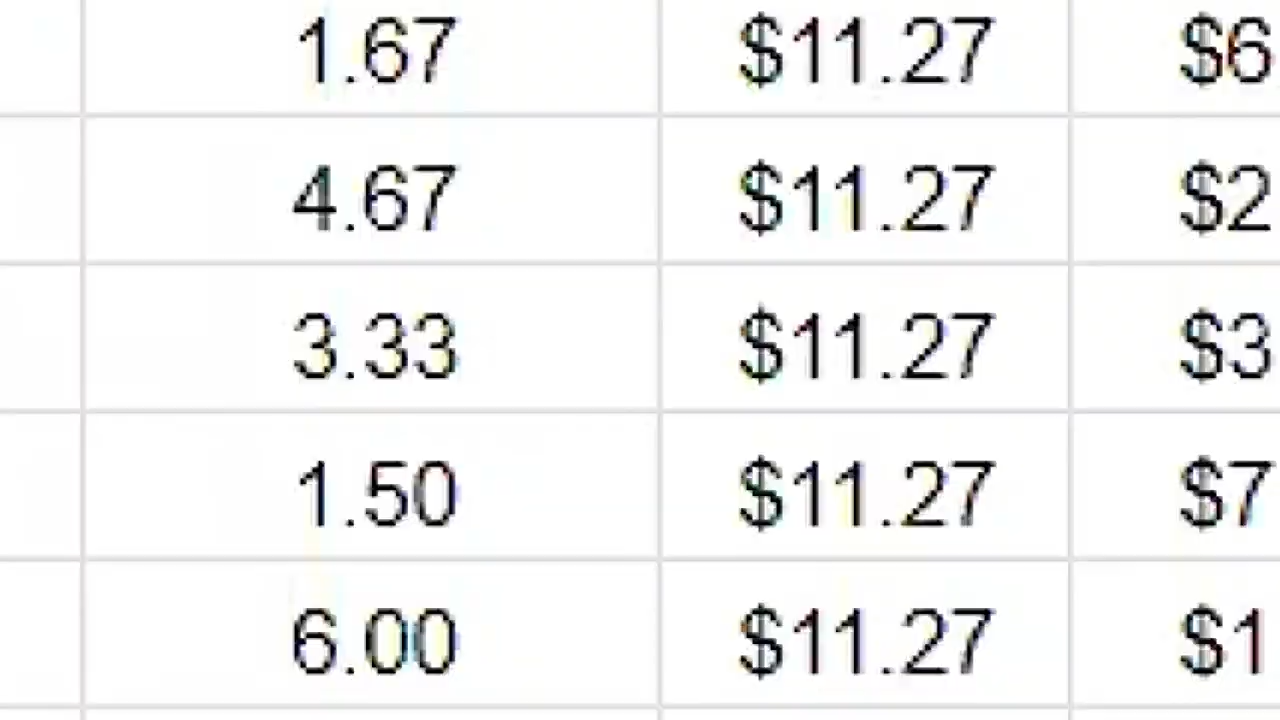 1.67 $11.27 $6
4.67 $11.27 $2
3.33 $11.27 $3
1.50 $11.27 $7
6.00 $11.27 $1